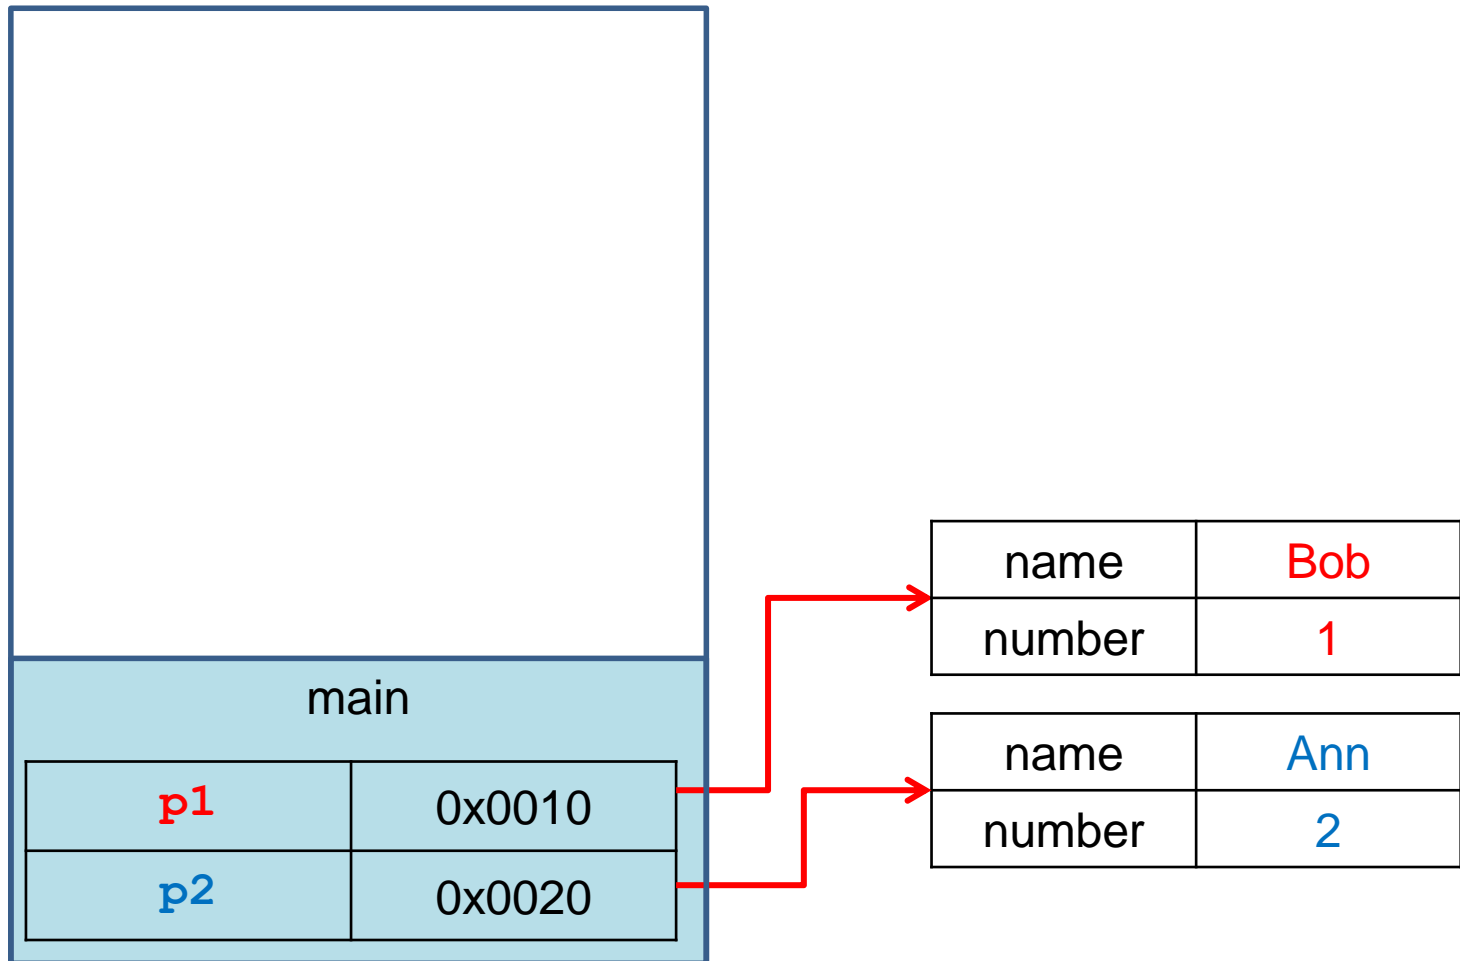 name Bob
number 1
main
name Ann
p1 0x0010
number 2
p2 0x0020